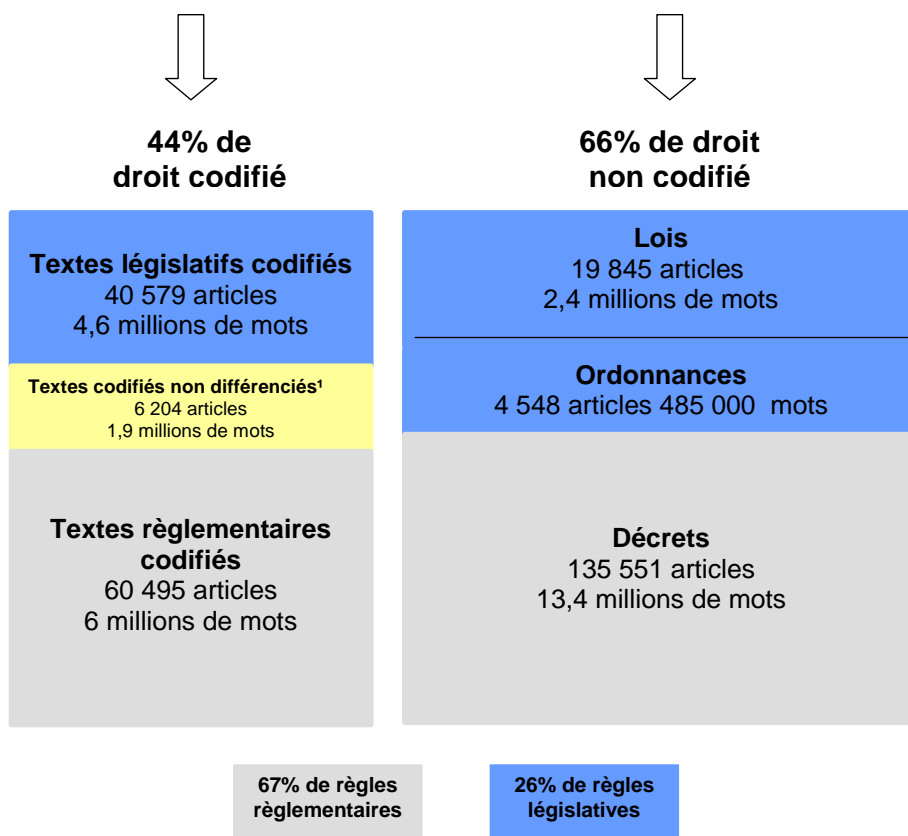 44% de
droit codifié
66% de droit
non codifié
Textes législatifs codifiés
40 579 articles
4,6 millions de mots
Textes codifiés non différenciés¹
6 204 articles
1,9 millions de mots
Textes règlementaires
codifiés
60 495 articles
6 millions de mots
Lois
19 845 articles
2,4 millions de mots
Ordonnances
4 548 articles 485 000 mots
Décrets
135 551 articles
13,4 millions de mots
67% de règles
règlementaires
26% de règles
législatives